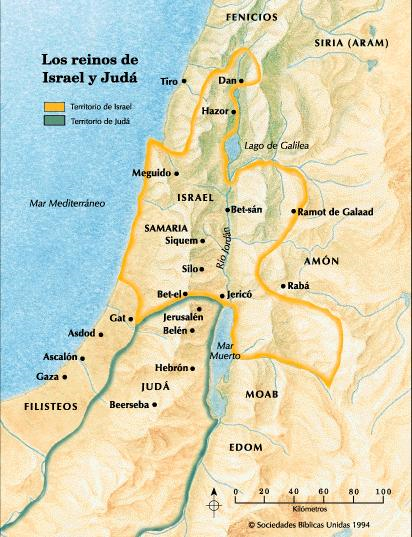 FENICIOS
SIRIA (ARAM)
Los reinos de
Israel y Judá
Tiro
Dan
Territorio de Israel
Territorio de Judá
Hazor
Lago de Galilea
Meguido
ISRAEL
Mar Mediterráneo
Bet-sán
Ramot de Galaad
SAMARIA
Siquem
Río Jordán
AMÓN
Silo
Rabá
Bet-el
Jericó
Gat
Jerusalén
Asdod
Belén
Ascalón
Mar
Muerto
Gaza
Hebrón
JUDÁ
MOAB
FILISTEOS
Beerseba
EDOM
0 20 40 60 80 100
Kilómetros
© Sociedades Bíblicas Unidas 1994